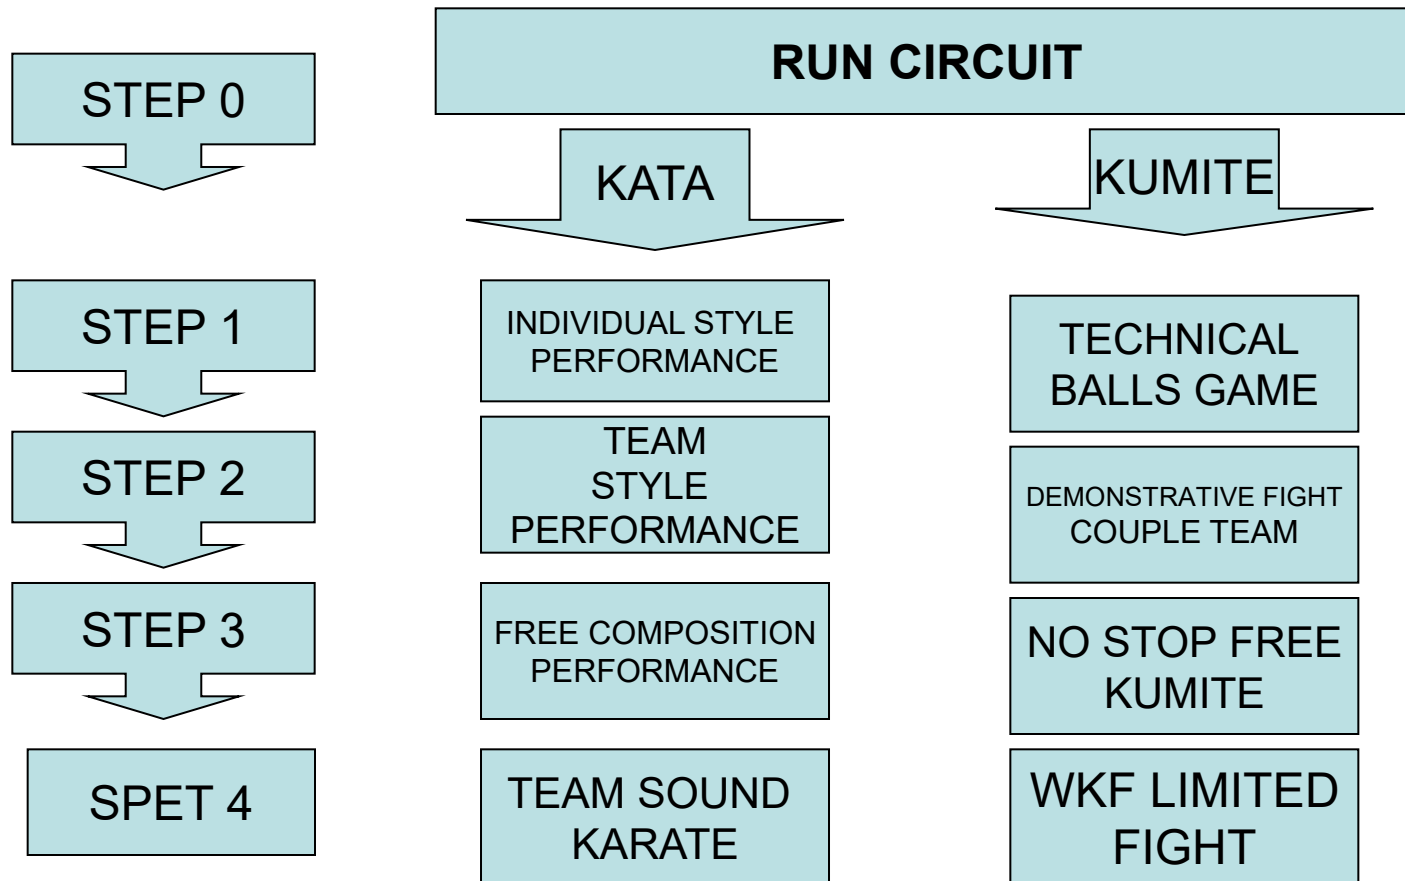 STEP 0
RUN CIRCUIT
KATA
KUMITE
STEP 1
INDIVIDUAL STYLE
PERFORMANCE
TECHNICAL
BALLS GAME
STEP 2
TEAM
STYLE
PERFORMANCE
DEMONSTRATIVE FIGHT
COUPLE TEAM
STEP 3
FREE COMPOSITION
PERFORMANCE
NO STOP FREE
KUMITE
SPET 4
TEAM SOUND
KARATE
WKF LIMITED
FIGHT